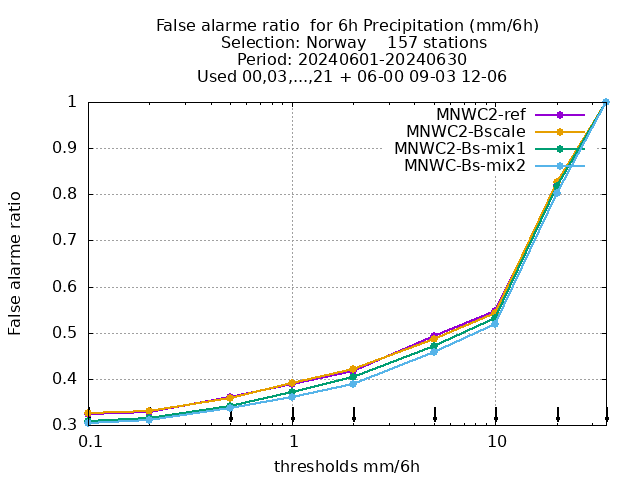 False alarme ratio  for 6h Precipitation (mm/6h)
Selection: Norway    157 stations
Period: 20240601-20240630
Used 00,03,...,21 + 06-00 09-03 12-06
MNWC2-ref
MNWC2-Bscale
MNWC2-Bs-mix1
MNWC-Bs-mix2
False alarme ratio
1
0.9
0.8
0.7
0.6
0.5
0.4
0.3
0.1 1 10
thresholds mm/6h